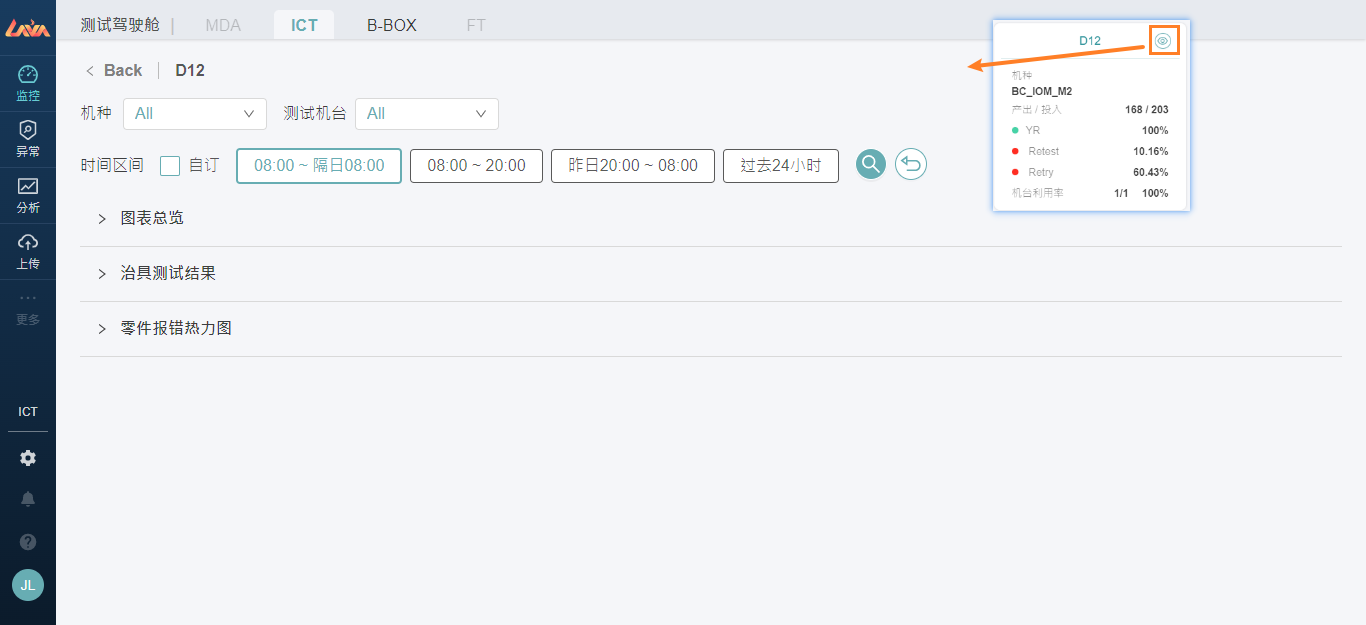 LAVA
测试驾驶舱 | MDA ICT B-BOX FT
< Back | D12
机种 All 测试机台 All
时间区间 自订 08:00 ~ 隔日08:00 08:00 ~ 20:00 昨日20:00 ~ 08:00 过去24小时
> 图表总览
> 治具测试结果
> 零件报错热力图
D12
机种
BC_IOM_M2
产出 / 投入 168 / 203
YR 100%
Retest 10.16%
Retry 60.43%
机台利用率 1/1 100%
监控
异常
分析
上传
...
更多
ICT
JL